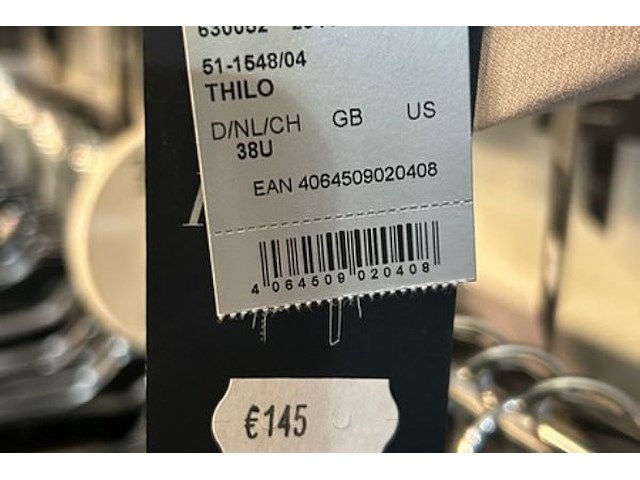 51-1548/04
THILO
D/NL/CH GB US
38U
EAN 4064509020408
4 064509 020408
€145